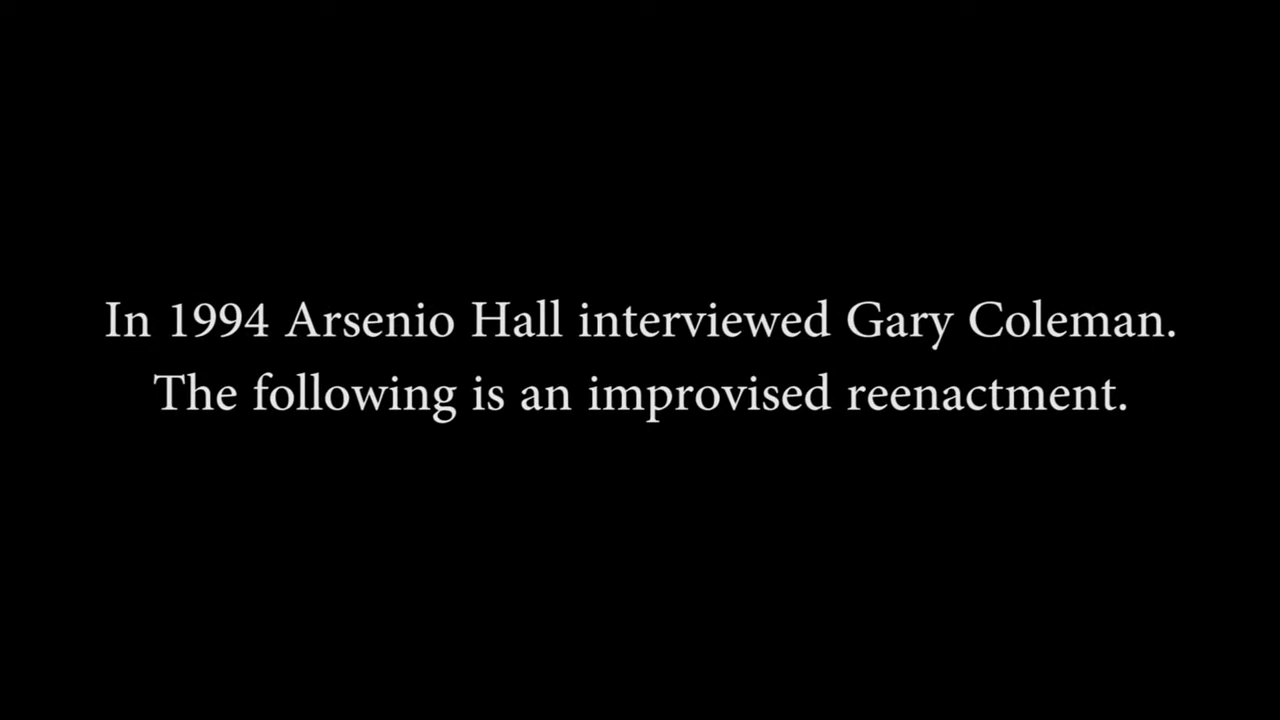 In 1994 Arsenio Hall interviewed Gary Coleman.
The following is an improvised reenactment.